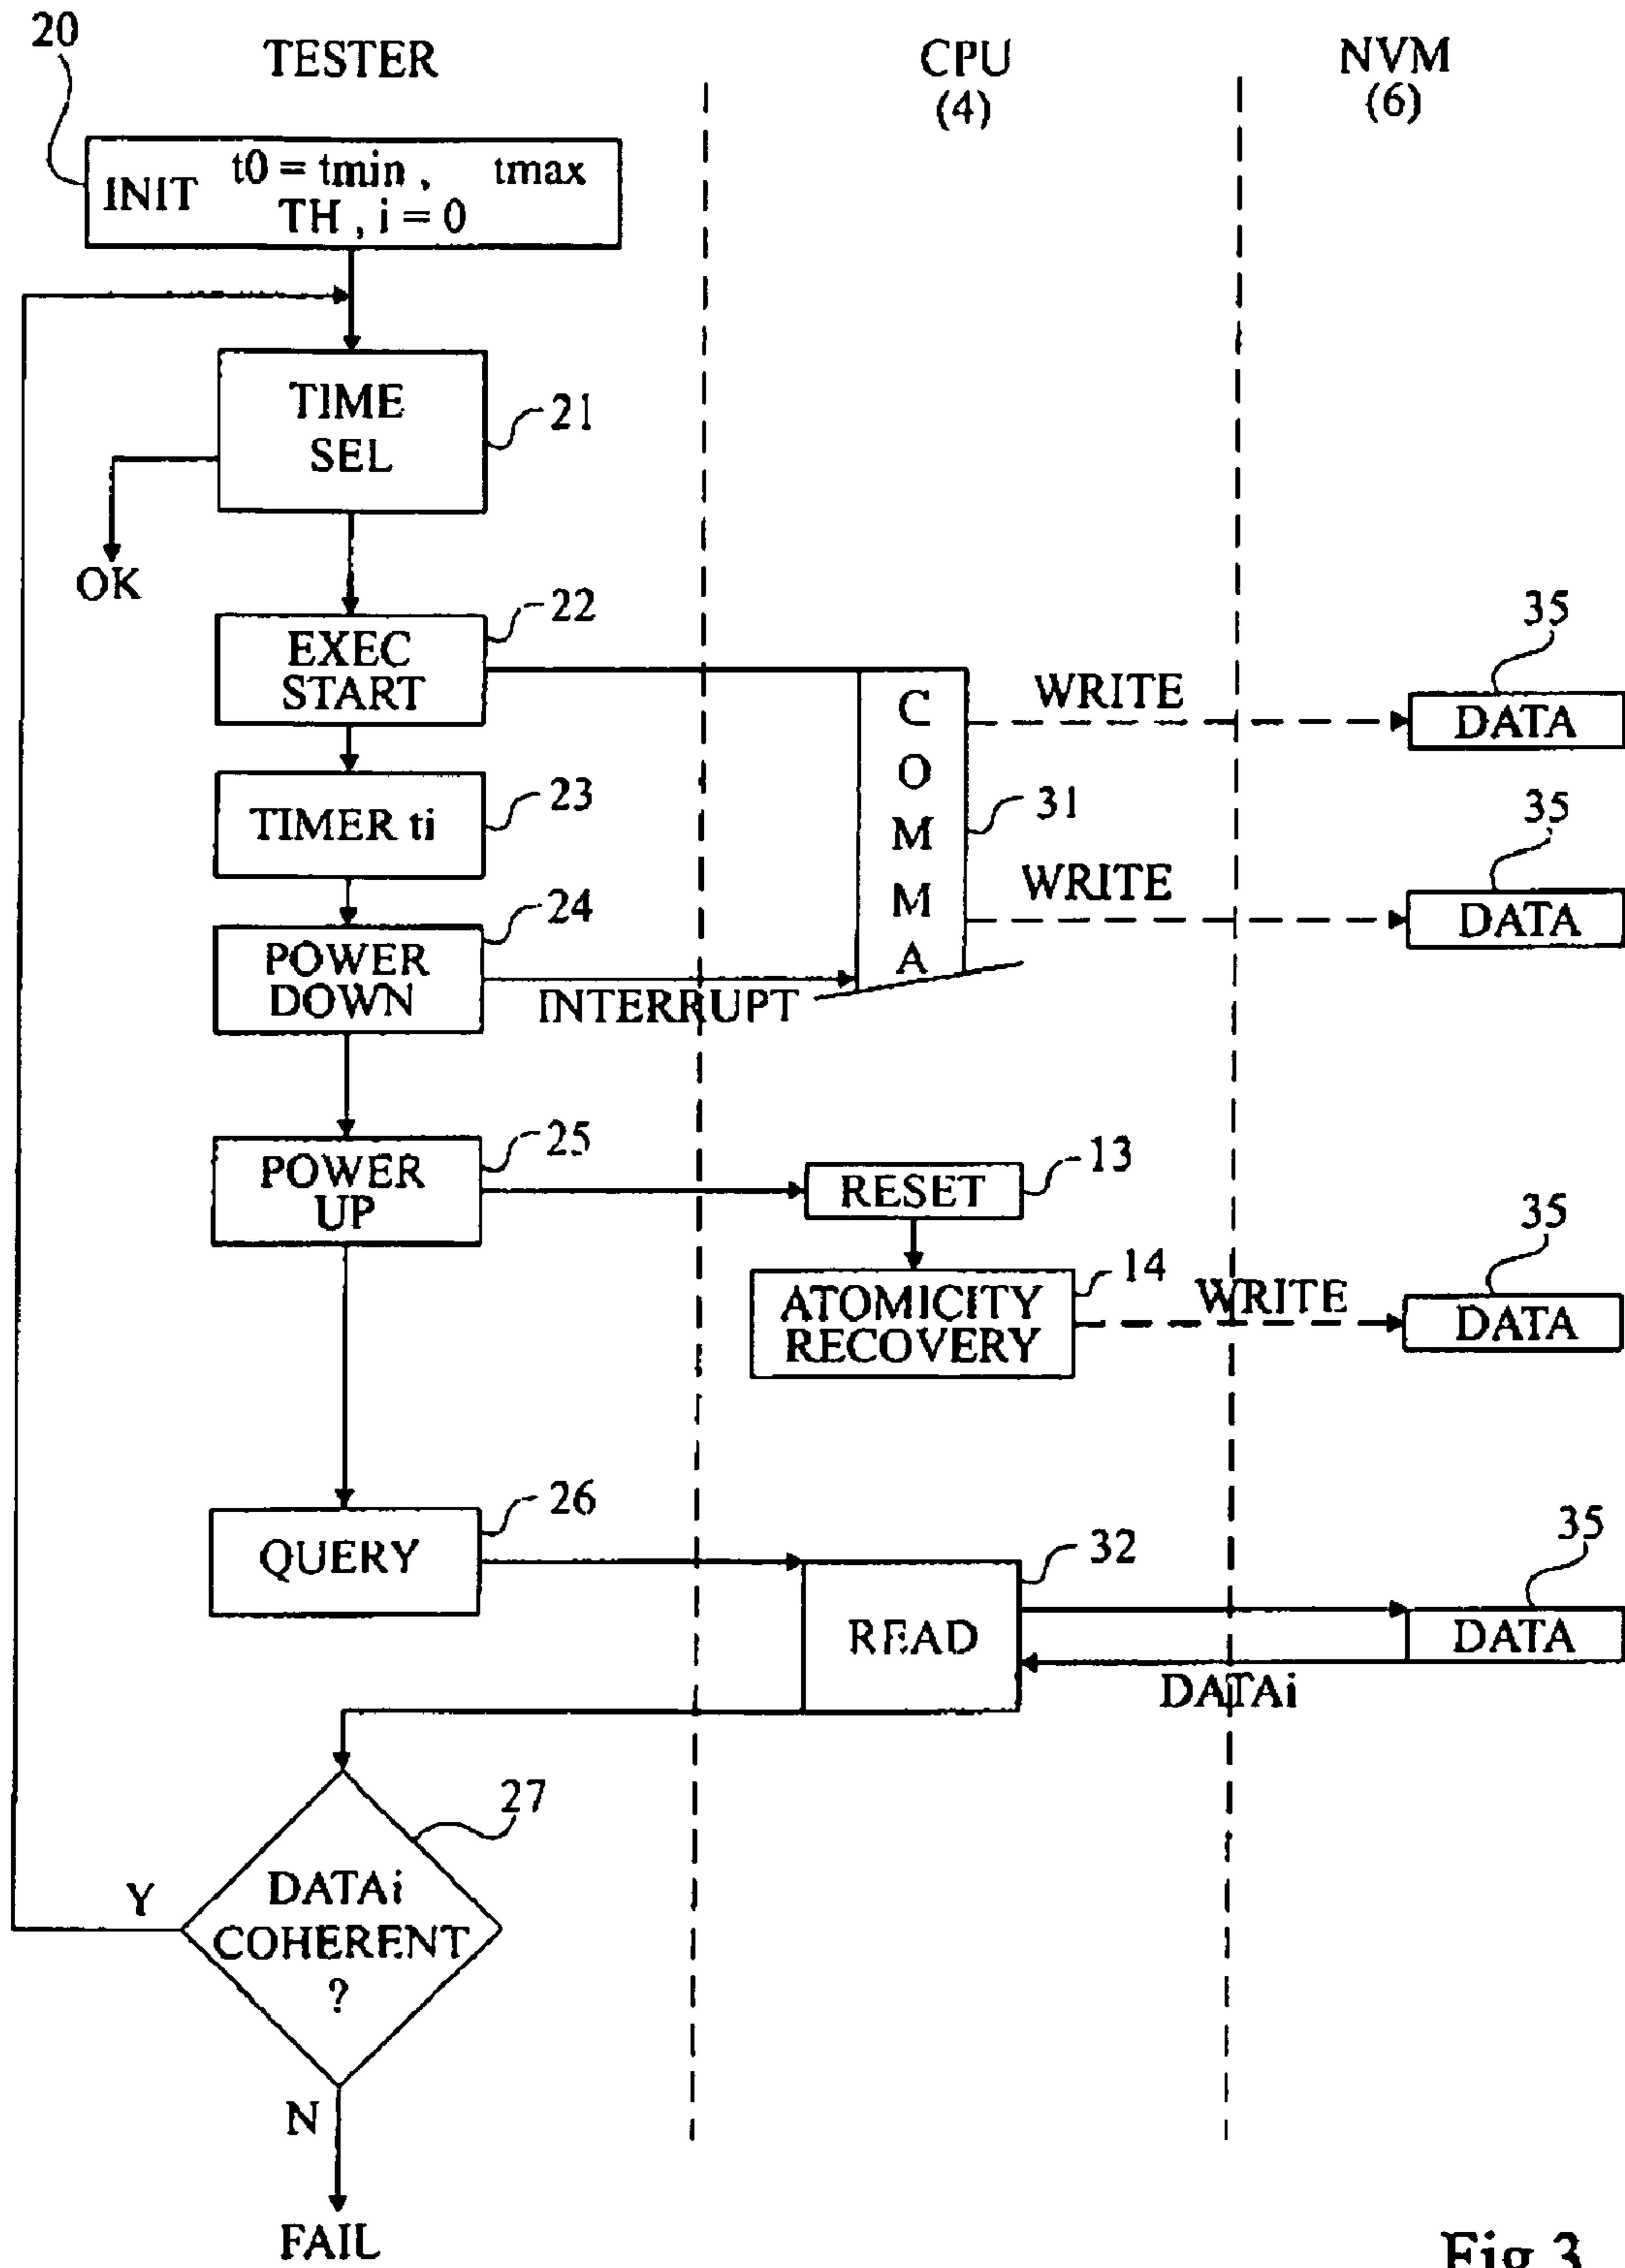 20
TESTER
CPU
(4)
NVM
(6)
INIT t0 = tmin , tmax
TH , i = 0
TIME
SEL
21
OK
EXEC
START
22
C
O
M
M
A
31
WRITE
35
DATA
TIMER ti
23
WRITE
35
DATA
POWER
DOWN
24
INTERRUPT
POWER
UP
25
RESET
13
ATOMICITY
RECOVERY
14
WRITE
35
DATA
QUERY
26
READ
32
35
DATA
DATAi
27
DATAi
COHERENT
?
Y
N
FAIL
Fig 3